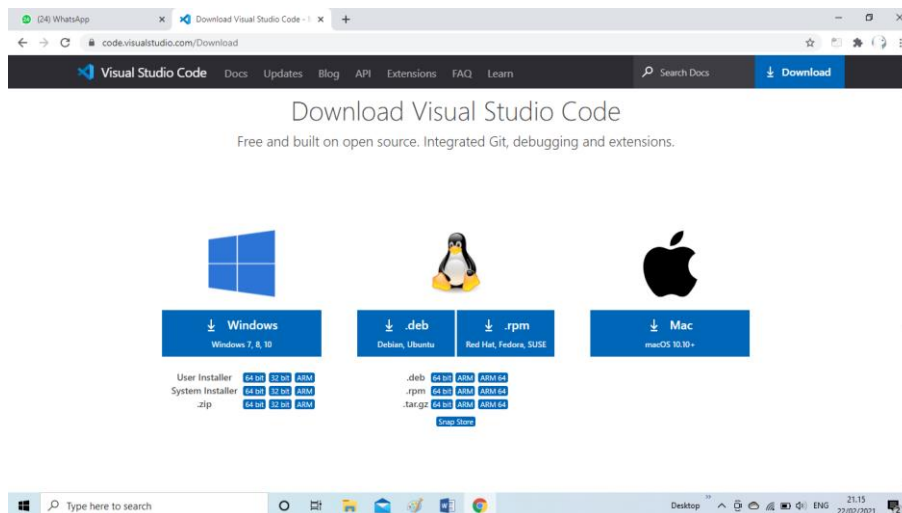 (24) WhatsApp
Download Visual Studio Code -
code.visualstudio.com/Download
Visual Studio Code Docs Updates Blog API Extensions FAQ Learn Search Docs Download
Download Visual Studio Code
Free and built on open source. Integrated Git, debugging and extensions.
Windows
Windows 7, 8, 10
.deb
Debian, Ubuntu
.rpm
Red Hat, Fedora, SUSE
Mac
macOS 10.10+
User Installer 64 bit 32 bit ARM
System Installer 64 bit 32 bit ARM
.zip 64 bit 32 bit ARM
.deb 64 bit ARM ARM 64
.rpm 64 bit ARM ARM 64
.tar.gz 64 bit ARM ARM 64
Snap Store
Type here to search
Desktop
ENG
21.15
22/02/2021